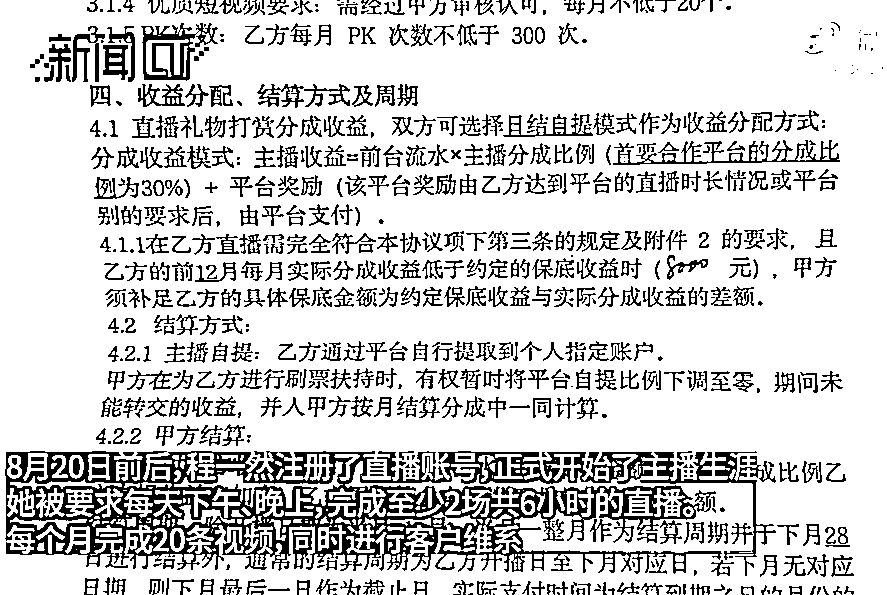 3.1.4 优质短视频要求：需经过甲方审核认可，每月不低于20个.
3.1.5 PK次数：乙方每月 PK 次数不低于 300 次.
新闻
四、收益分配、结算方式及周期
4.1 直播礼物打赏分成收益，双方可选择且结自提模式作为收益分配方式：
分成收益模式：主播收益=前台流水×主播分成比例（首要合作平台的分成比
例为30%）+ 平台奖励（该平台奖励由乙方达到平台的直播时长情况或平台
别的要求后，由平台支付）.
4.1.1在乙方直播需完全符合本协议项下第三条的规定及附件 2 的要求，且
乙方的前12月每月实际分成收益低于约定的保底收益时（8000 元），甲方
须补足乙方的具体保底金额为约定保底收益与实际分成收益的差额.
4.2 结算方式：
4.2.1 主播自提：乙方通过平台自行提取到个人指定账户.
甲方在为乙方进行刷票扶持时，有权暂时将平台自提比例下调至零，期间未
能转交的收益，并人甲方按月结算分成中一同计算.
4.2.2 甲方结算：
8月20日前后,程一然注册了直播账号,正式开始了主播生涯
成比例乙
她被要求每天下午、晚上,完成至少2场共6小时的直播。
额.
每个月完成20条视频,同时进行客户维系
一整月作为结算周期并于下月28
日进行结算外，通常的结算周期为乙方开播日至下月对应日，若下月无对应
日期，则下月最后一日作为截止日，实际支付时间为结算到期之日的月份的